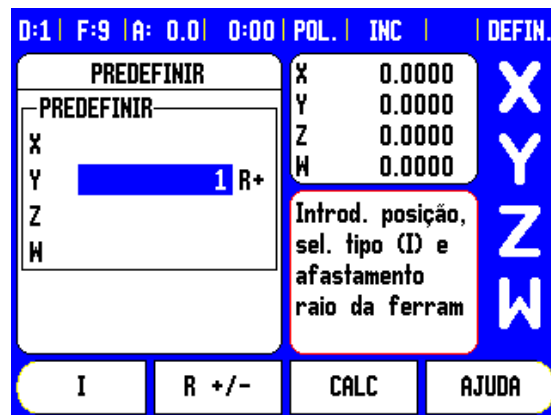 D:1 | F:9 | A: 0.0 | 0:00 | POL. | INC | | DEFIN.
PREDEFINIR
PREDEFINIR
X
Y 1 R+
Z
W
X 0.0000
Y 0.0000
Z 0.0000
W 0.0000
Introd. posição,
sel. tipo (I) e
afastamento
raio da ferram
X
Y
Z
W
I R +/- CALC AJUDA